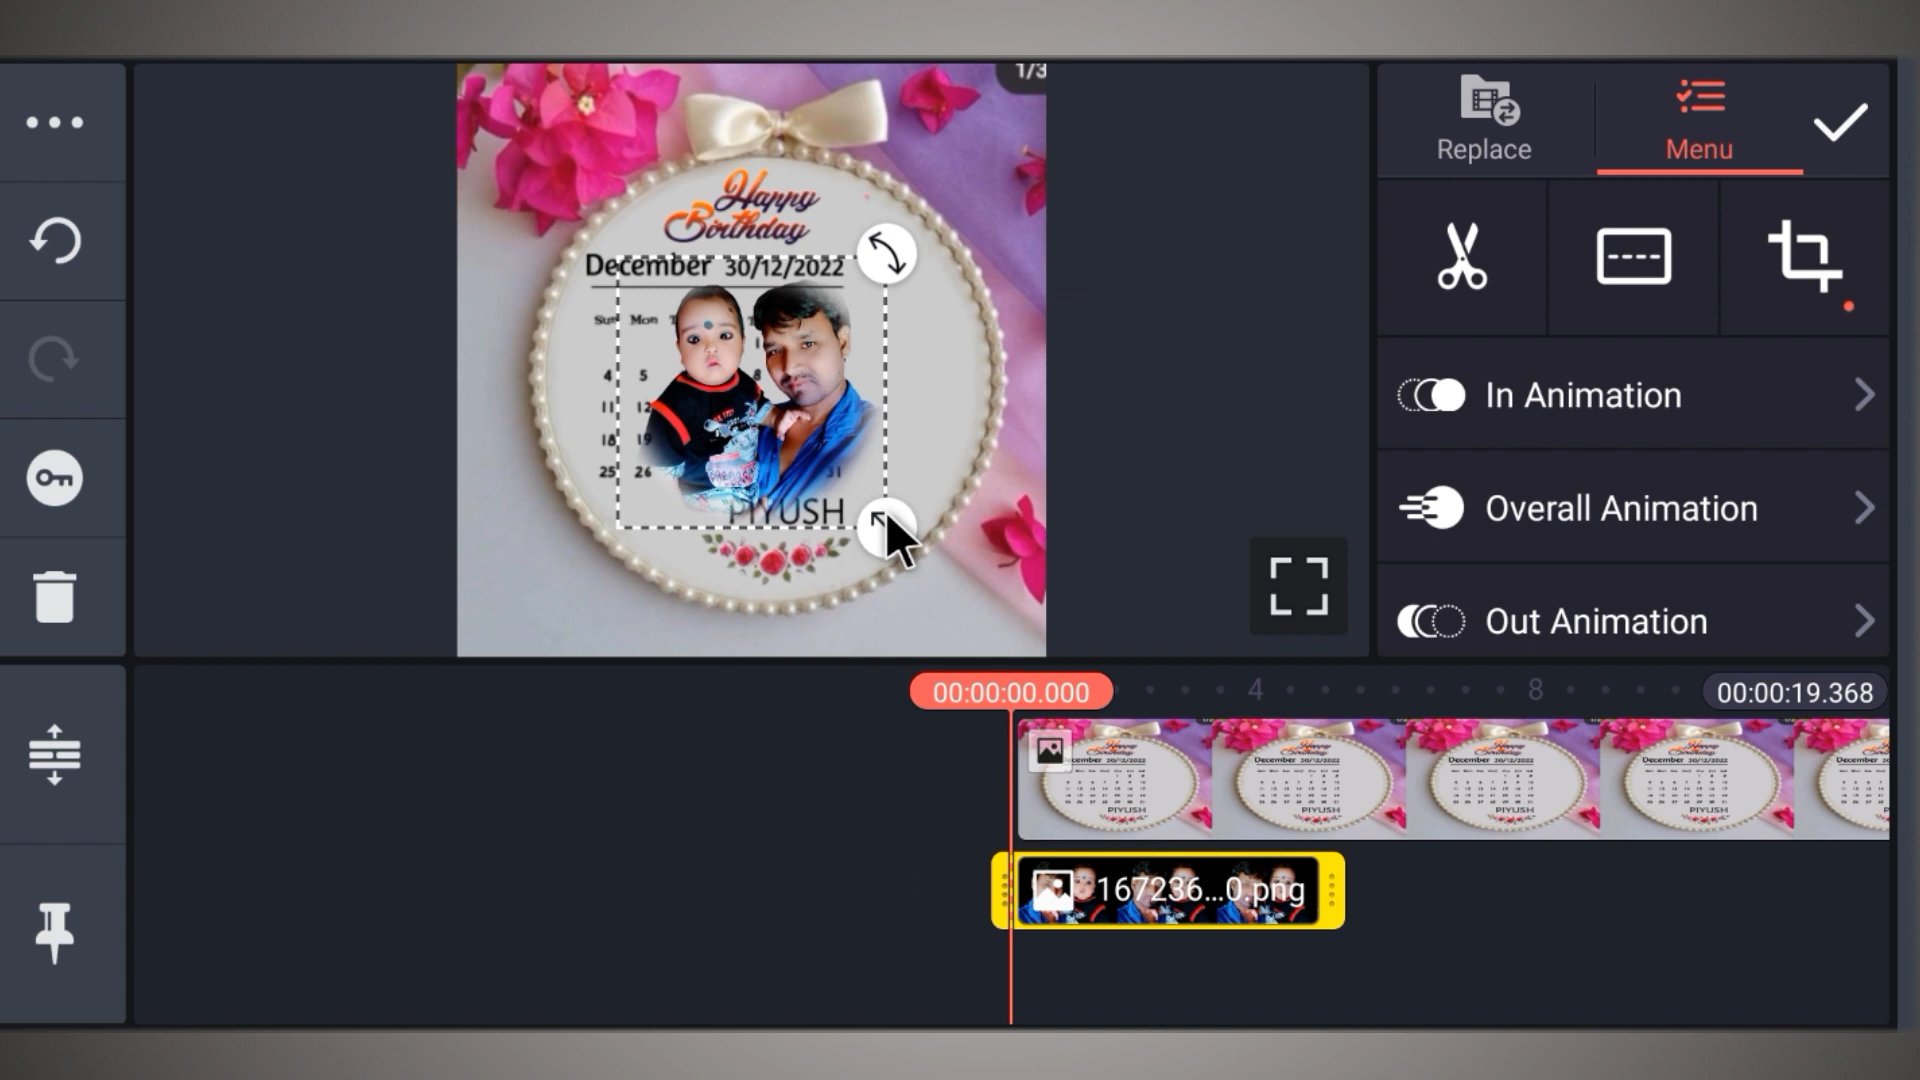 1/3
Replace
Menu
Happy
Birthday
December 30/12/2022
Sun Mon
4 5 8
11 12
18 19
25 26 31
PIYUSH
In Animation
Overall Animation
Out Animation
00:00:00.000
4
8
00:00:19.368
167236...0.png